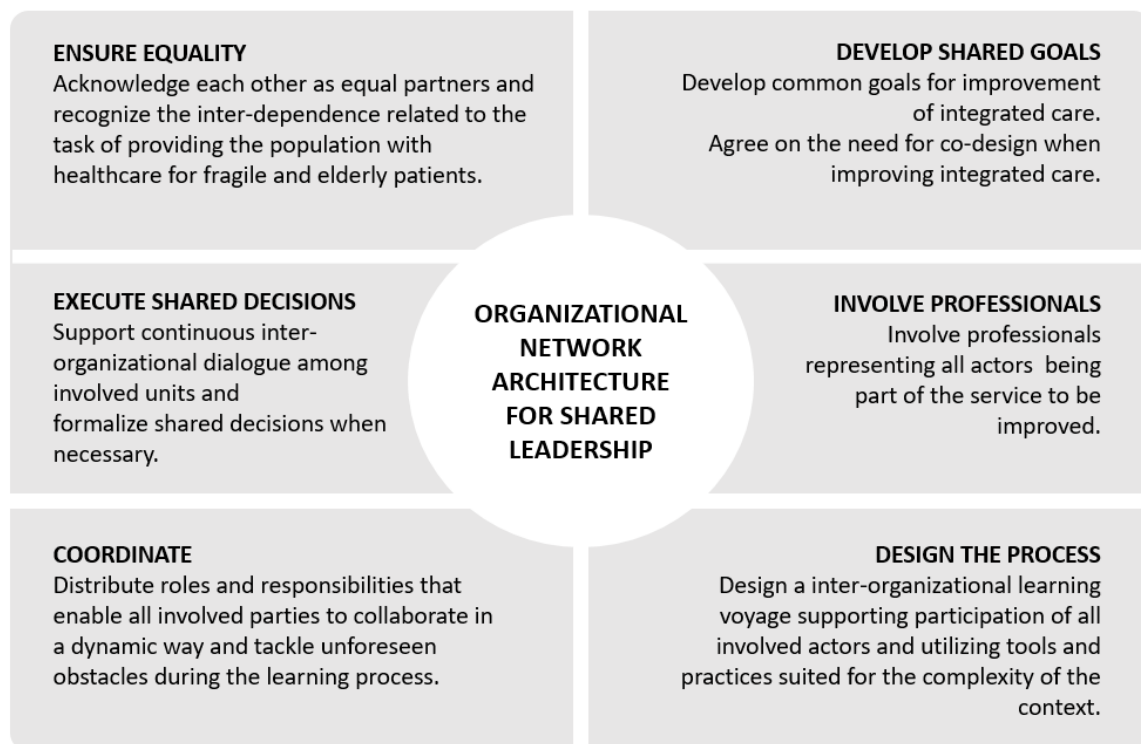 ENSURE EQUALITY
Acknowledge each other as equal partners and
recognize the inter-dependence related to the
task of providing the population with
healthcare for fragile and elderly patients.
DEVELOP SHARED GOALS
Develop common goals for improvement
of integrated care.
Agree on the need for co-design when
improving integrated care.
EXECUTE SHARED DECISIONS
Support continuous inter-
organizational dialogue among
involved units and
formalize shared decisions when
necessary.
ORGANIZATIONAL
NETWORK
ARCHITECTURE
FOR SHARED
LEADERSHIP
INVOLVE PROFESSIONALS
Involve professionals
representing all actors  being
part of the service to be
improved.
COORDINATE
Distribute roles and responsibilities that
enable all involved parties to collaborate in
a dynamic way and tackle unforeseen
obstacles during the learning process.
DESIGN THE PROCESS
Design a inter-organizational learning
voyage supporting participation of all
involved actors and utilizing tools and
practices suited for the complexity of the
context.